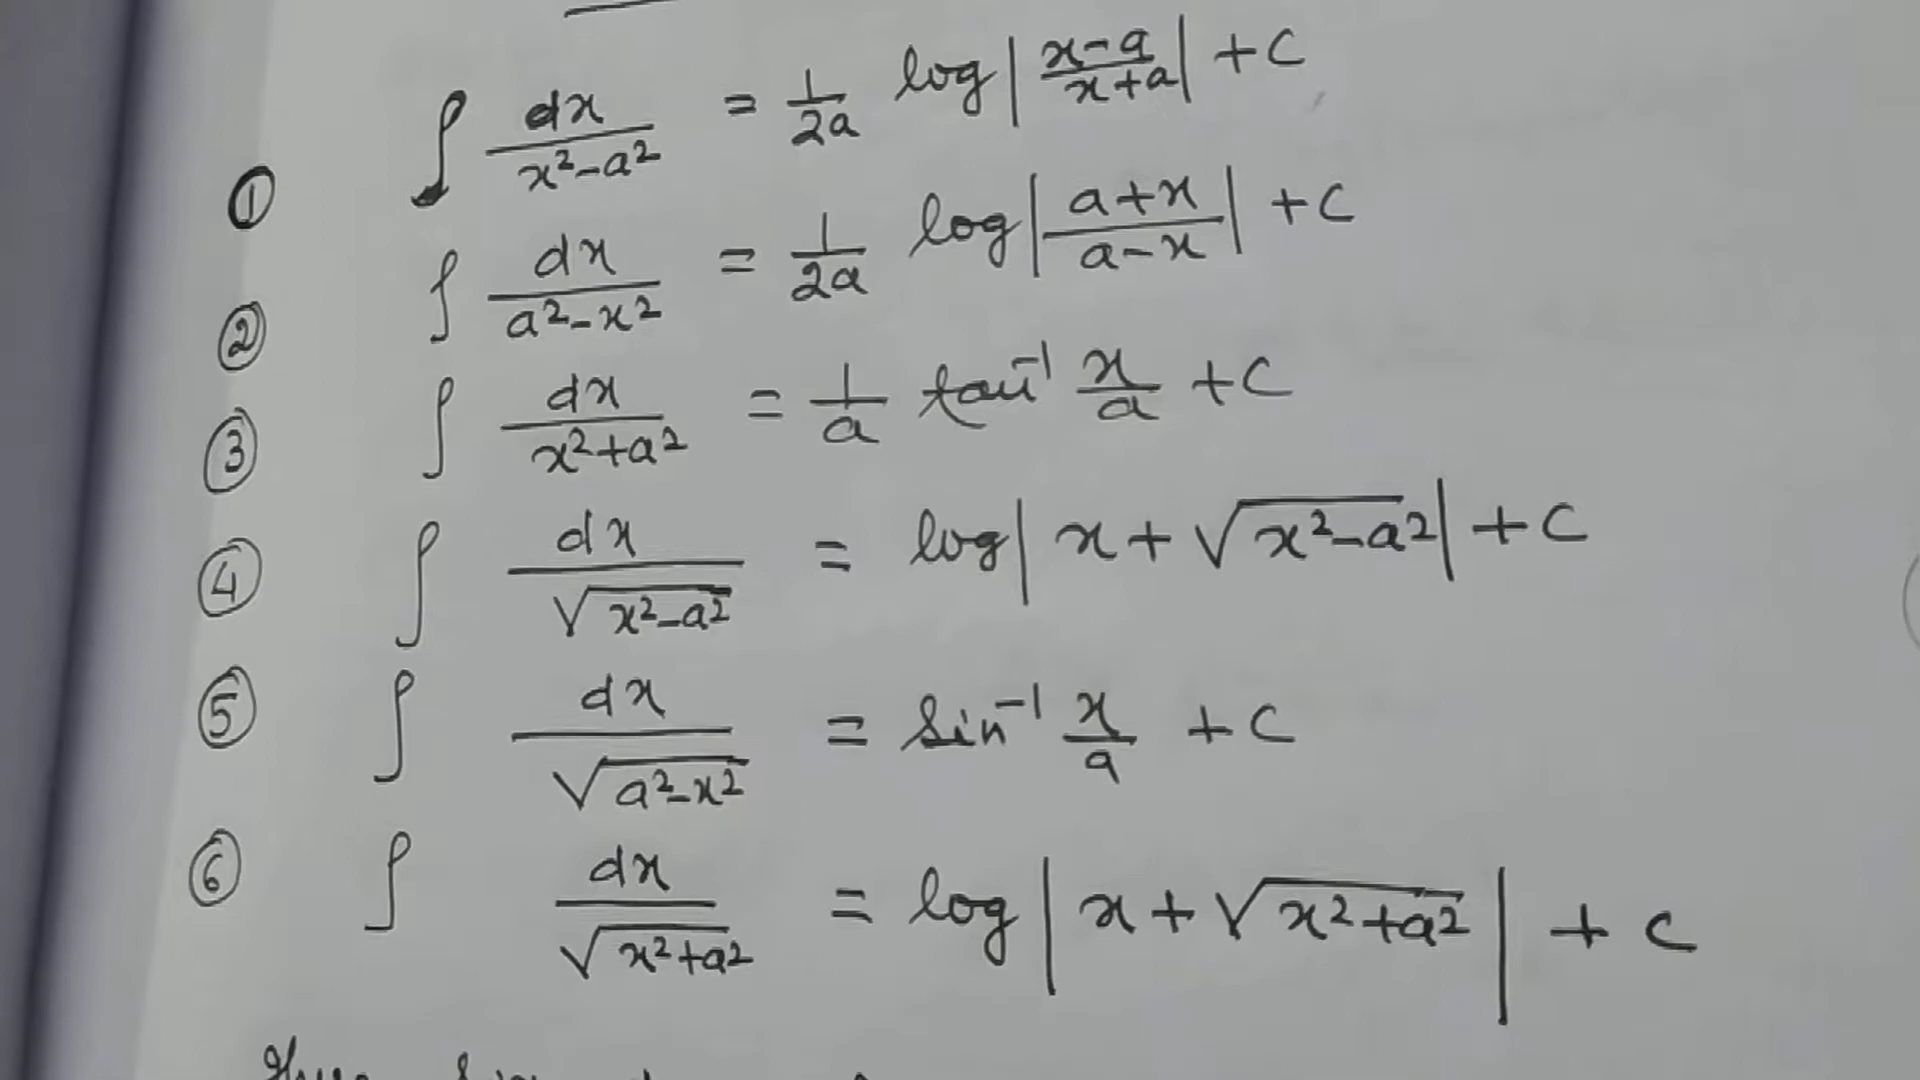 ① ∫ dx/(x²-a²) = 1/2a log |(x-a)/(x+a)| + C
② ∫ dx/(a²-x²) = 1/2a log |(a+x)/(a-x)| + C
③ ∫ dx/(x²+a²) = 1/a tan⁻¹ x/a + C
④ ∫ dx/√(x²-a²) = log | x + √(x²-a²) | + C
⑤ ∫ dx/√(a²-x²) = sin⁻¹ x/a + C
⑥ ∫ dx/√(x²+a²) = log | x + √(x²+a²) | + C